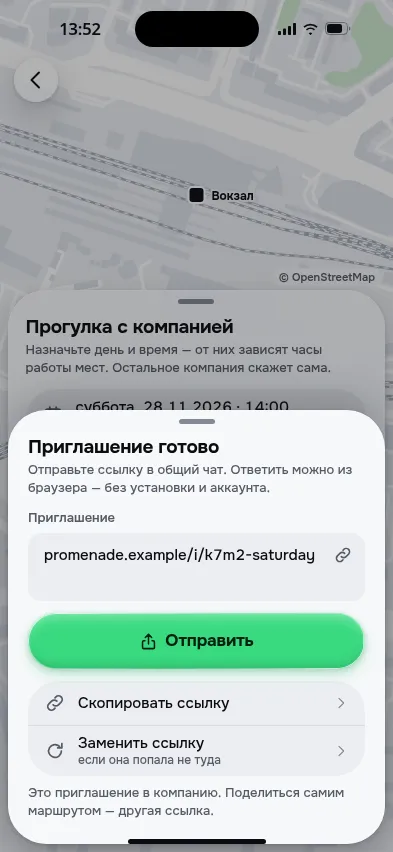 13:52
Вокзал
© OpenStreetMap
Прогулка с компанией
Назначьте день и время — от них зависят часы
работы мест. Остальное компания скажет сама.
суббота, 28.11.2026 · 14:00
Приглашение готово
Отправьте ссылку в общий чат. Ответить можно из
браузера — без установки и аккаунта.
Приглашение
promenade.example/i/k7m2-saturday
Отправить
Скопировать ссылку
Заменить ссылку
если она попала не туда
Это приглашение в компанию. Поделиться самим
маршрутом — другая ссылка.